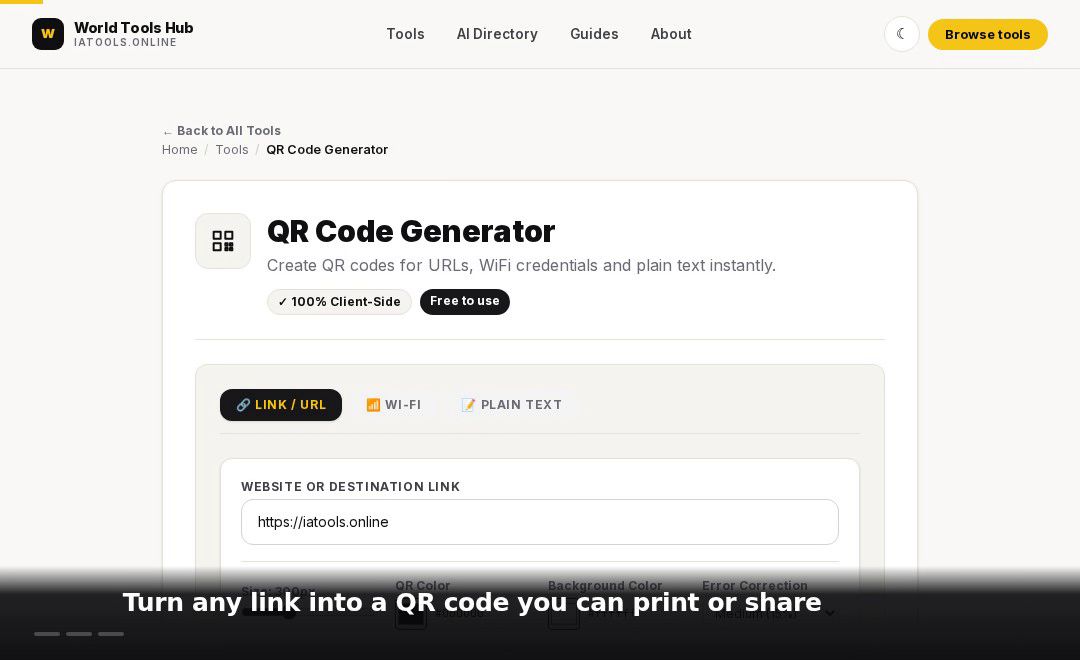 W
World Tools Hub
IATOOLS.ONLINE
Tools
AI Directory
Guides
About
Browse tools
← Back to All Tools
Home / Tools / QR Code Generator
QR Code Generator
Create QR codes for URLs, WiFi credentials and plain text instantly.
✓ 100% Client-Side
Free to use
🔗 LINK / URL
📶 WI-FI
📝 PLAIN TEXT
WEBSITE OR DESTINATION LINK
https://iatools.online
QR Color
Background Color
Error Correction
Turn any link into a QR code you can print or share